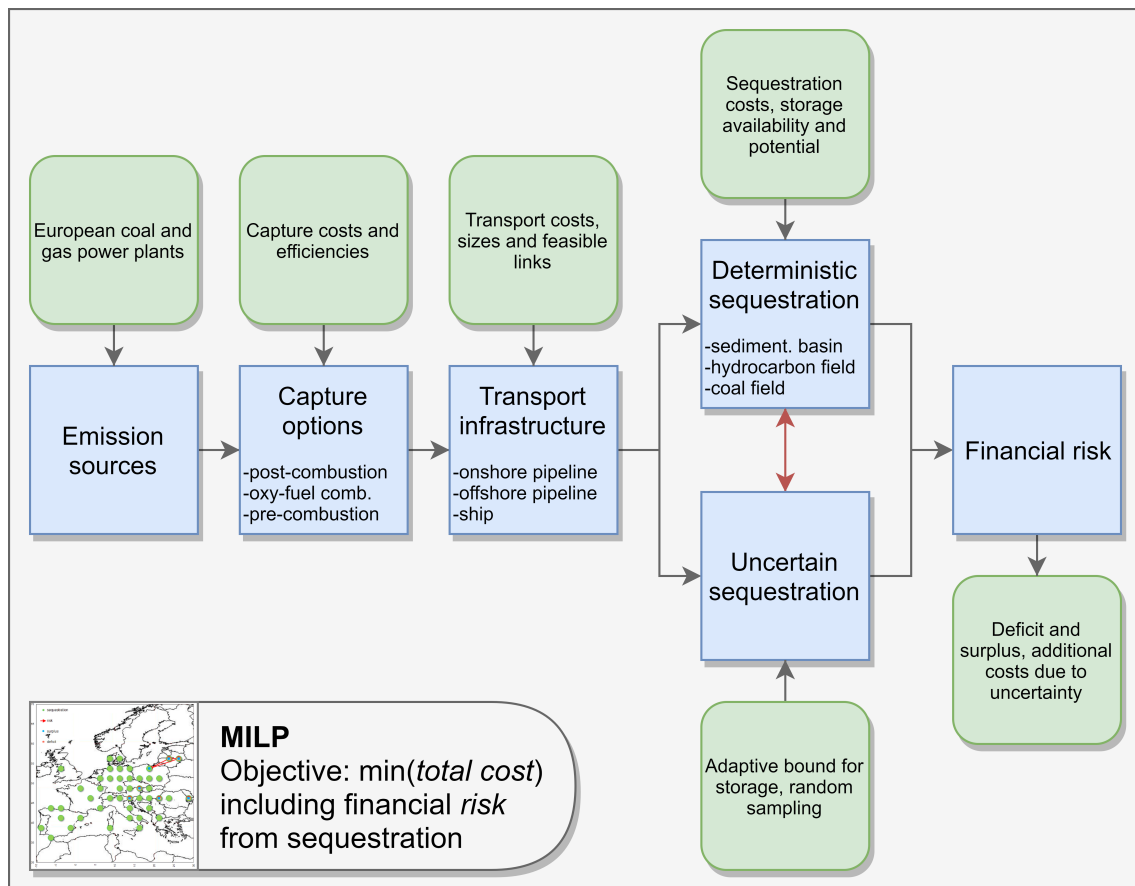 Sequestration
costs, storage
availability and
potential
European coal and
gas power plants
Capture costs and
efficiencies
Transport costs,
sizes and feasible
links
Deterministic
sequestration
-sediment. basin
-hydrocarbon field
-coal field
Emission
sources
Capture
options
-post-combustion
-oxy-fuel comb.
-pre-combustion
Transport
infrastructure
-onshore pipeline
-offshore pipeline
-ship
Financial risk
Uncertain
sequestration
Deficit and
surplus, additional
costs due to
uncertainty
Adaptive bound for
storage, random
sampling
MILP
Objective: min(total cost)
including financial risk
from sequestration